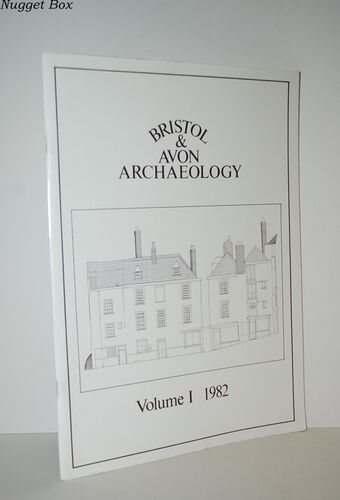 Nugget Box
BRISTOL
&
AVON
ARCHAEOLOGY
Volume I 1982